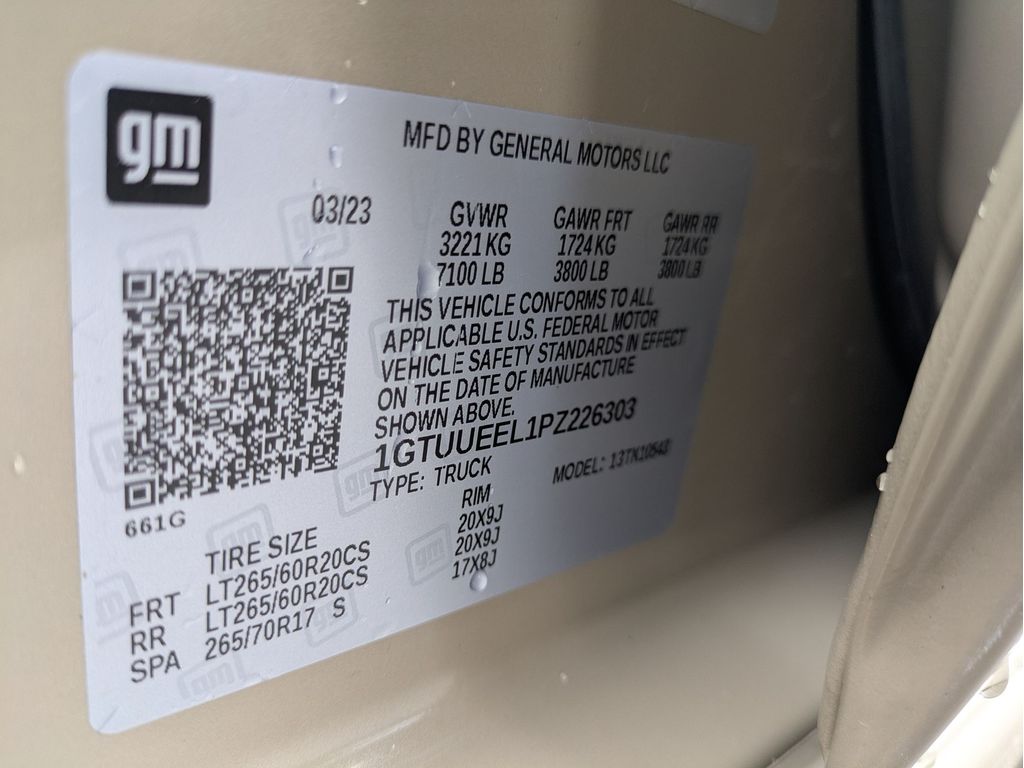 gm
MFD BY GENERAL MOTORS LLC
03/23
GVWR GAWR FRT GAWR RR
3221 KG 1724 KG 1724 KG
7100 LB 3800 LB 3800 LB
THIS VEHICLE CONFORMS TO ALL
APPLICABLE U.S. FEDERAL MOTOR
VEHICLE SAFETY STANDARDS IN EFFECT
ON THE DATE OF MANUFACTURE
SHOWN ABOVE.
1GTUUEEL1PZ226303
TYPE: TRUCK MODEL: 13TK10543
661G
TIRE SIZE RIM
FRT LT265/60R20CS 20X9J
RR LT265/60R20CS 20X9J
SPA 265/70R17 S 17X8J